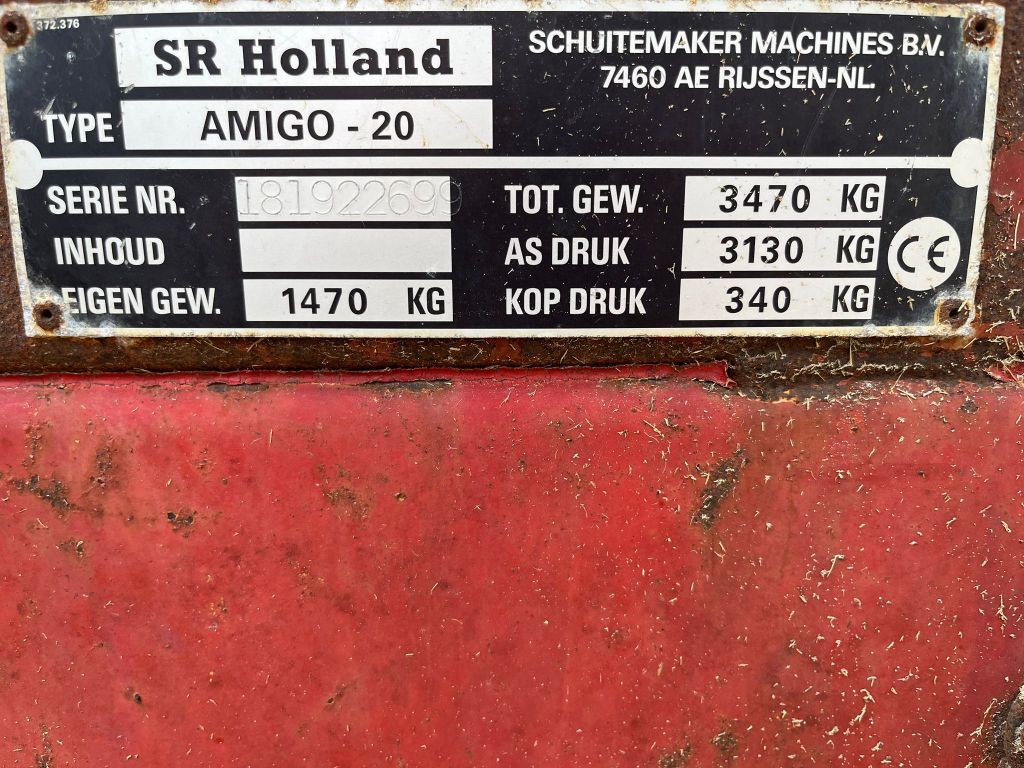 372.376
SR Holland
SCHUITEMAKER MACHINES B.V.
7460 AE RIJSSEN-NL.
TYPE AMIGO - 20
SERIE NR. 181922699
TOT. GEW. 3470 KG
INHOUD
AS DRUK 3130 KG
CE
EIGEN GEW. 1470 KG
KOP DRUK 340 KG